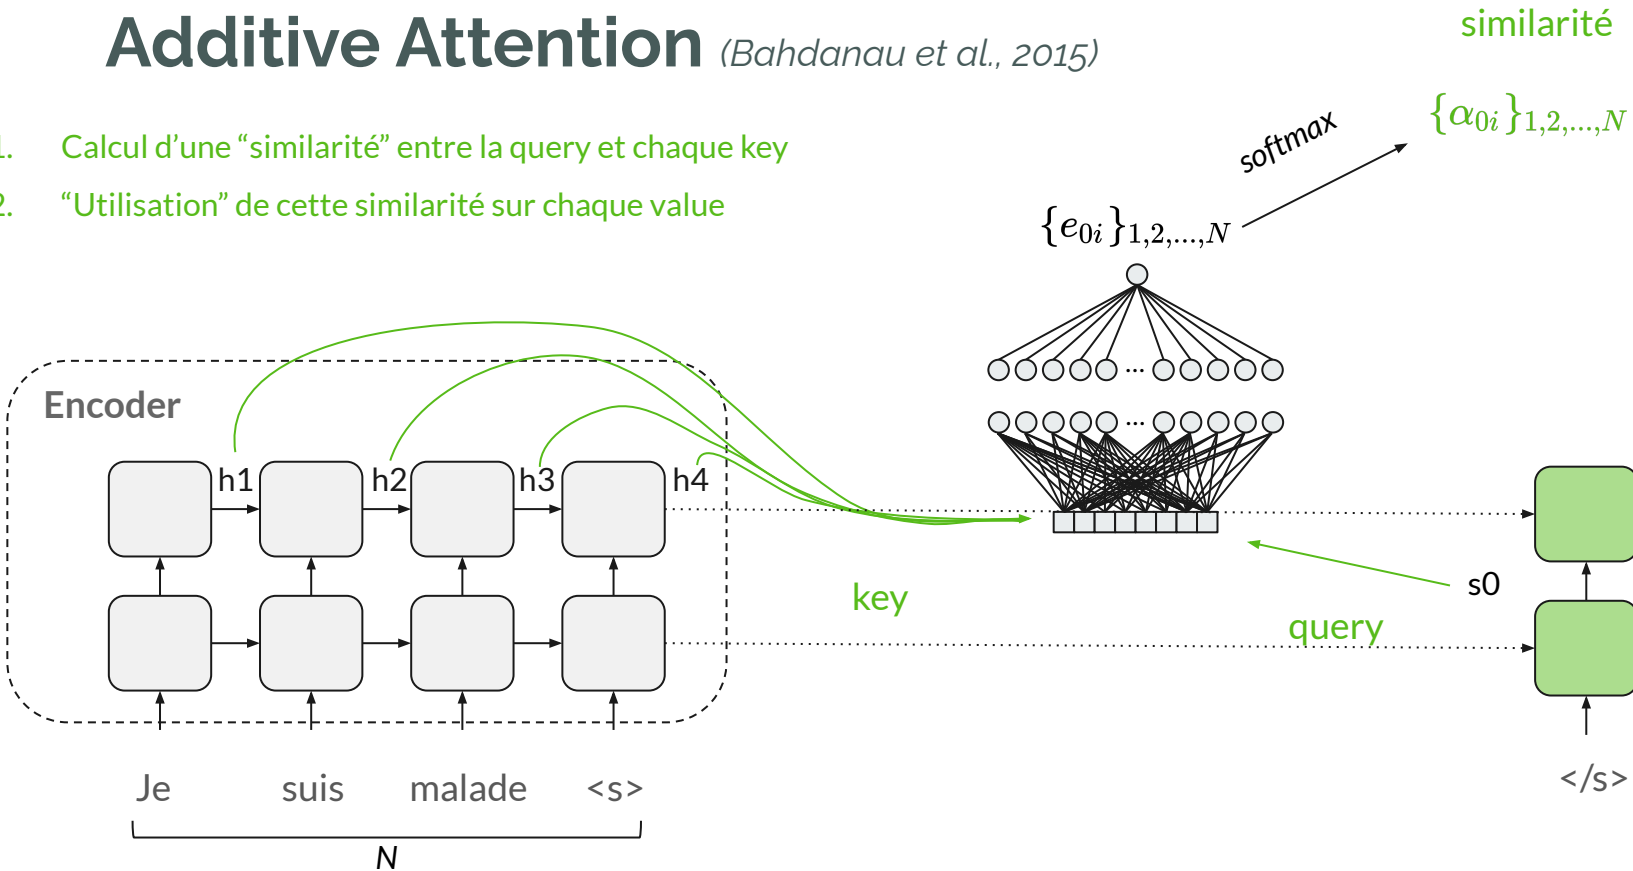 similarité
Additive Attention (Bahdanau et al., 2015)
{α0i}1,2,...,N
softmax
1. Calcul d’une “similarité” entre la query et chaque key
2. “Utilisation” de cette similarité sur chaque value
{e0i}1,2,...,N
...
...
Encoder
h1 h2 h3 h4
key
s0
query
Je suis malade <s> </s>
N